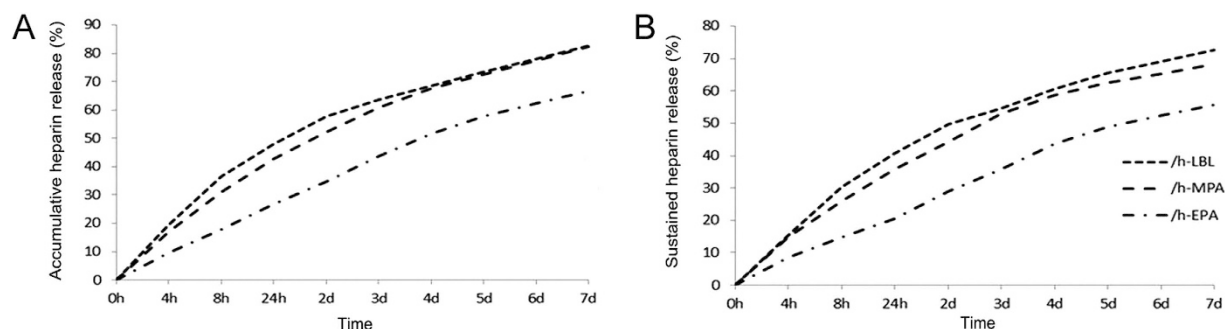 A
Accumulative heparin release (%)
90
80
70
60
50
40
30
20
10
0
0h 4h 8h 24h 2d 3d 4d 5d 6d 7d
Time
B
Sustained heparin release (%)
80
70
60
50
40
30
20
10
0
0h 4h 8h 24h 2d 3d 4d 5d 6d 7d
Time
/h-LBL
/h-MPA
/h-EPA